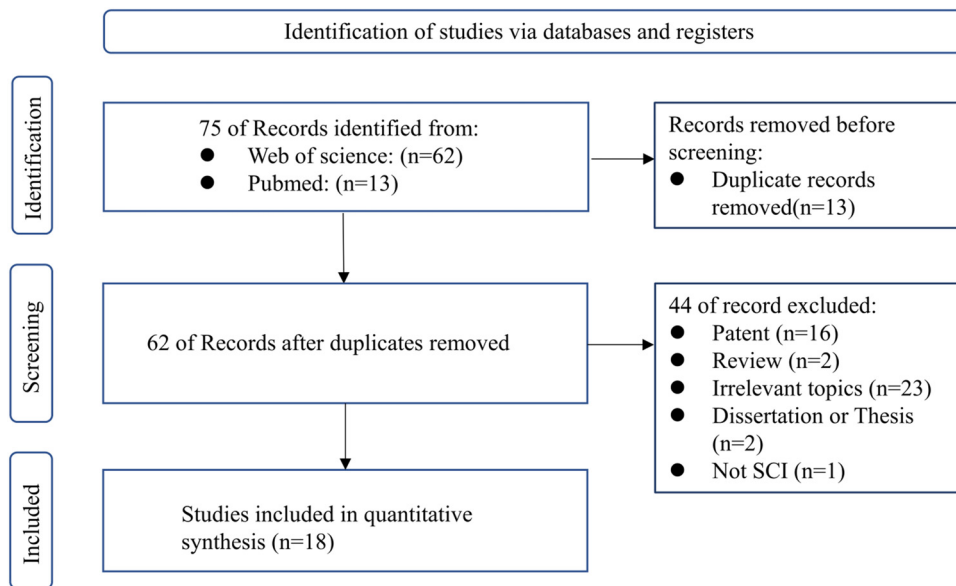 Identification of studies via databases and registers
Identification
75 of Records identified from:
● Web of science: (n=62)
● Pubmed: (n=13)
Records removed before
screening:
● Duplicate records
removed(n=13)
Screening
62 of Records after duplicates removed
44 of record excluded:
● Patent (n=16)
● Review (n=2)
● Irrelevant topics (n=23)
● Dissertation or Thesis
(n=2)
● Not SCI (n=1)
Included
Studies included in quantitative
synthesis (n=18)